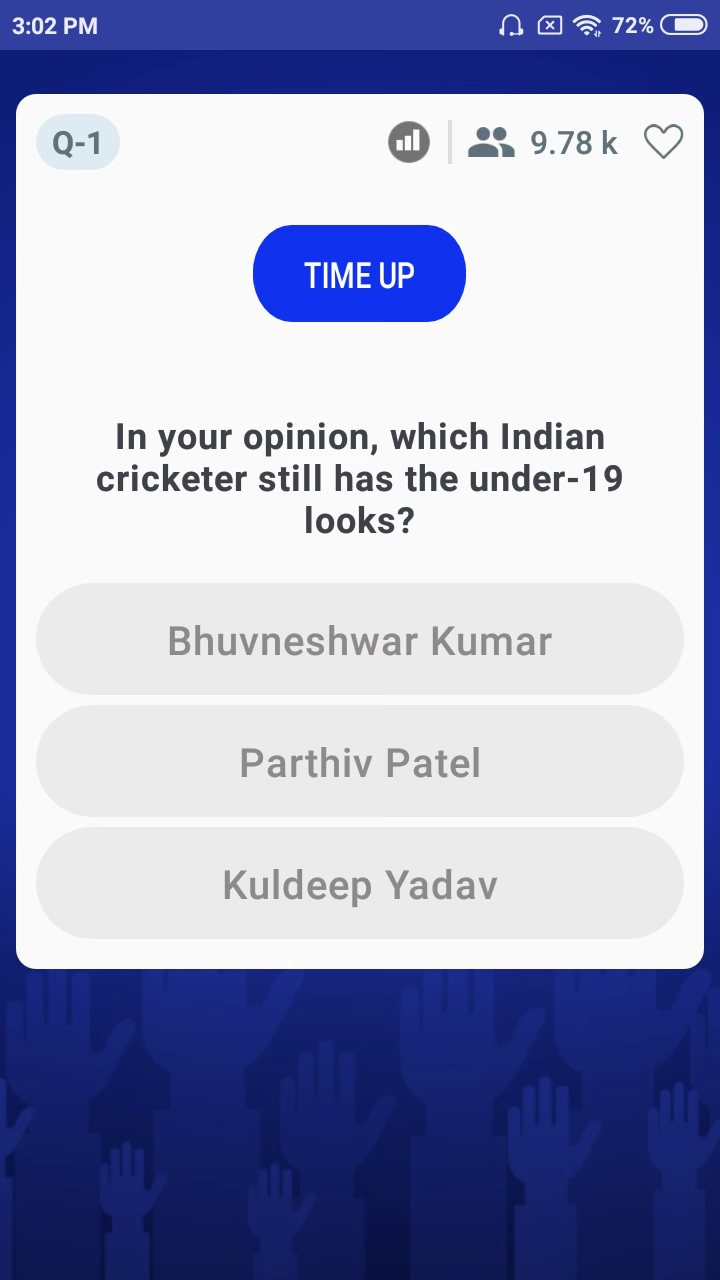 3:02 PM 72%
Q-1 9.78 k
TIME UP
In your opinion, which Indian
cricketer still has the under-19
looks?
Bhuvneshwar Kumar
Parthiv Patel
Kuldeep Yadav